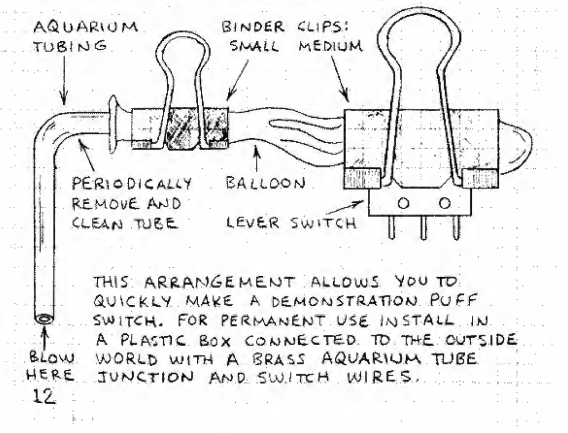 AQUARIUM
TUBING
BINDER CLIPS:
SMALL MEDIUM
PERIODICALLY
REMOVE AND
CLEAN TUBE
BALLOON
LEVER SWITCH
THIS ARRANGEMENT ALLOWS YOU TO
QUICKLY MAKE A DEMONSTRATION PUFF
SWITCH. FOR PERMANENT USE INSTALL IN
A PLASTIC BOX CONNECTED TO THE OUTSIDE
WORLD WITH A BRASS AQUARIUM TUBE
JUNCTION AND SWITCH WIRES.
BLOW
HERE
12